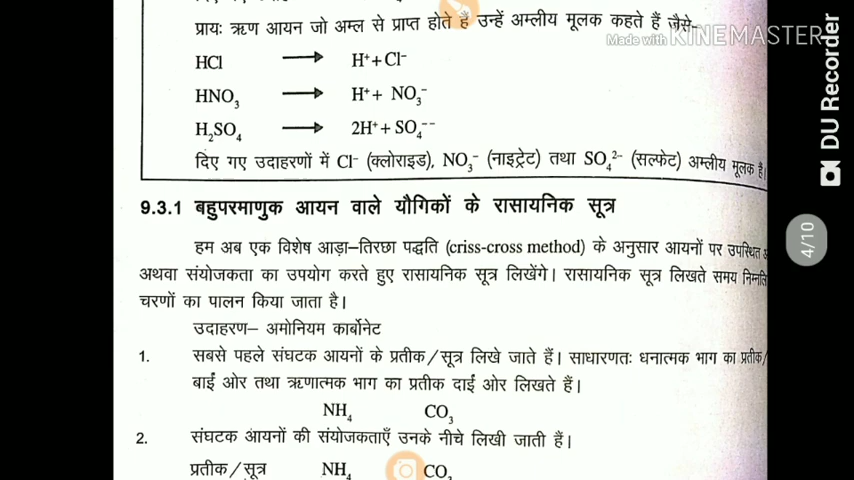 प्रायः ऋण आयन जो अम्ल से प्राप्त होते हैं उन्हें अम्लीय मूलक कहते हैं जैसे–
Made with KINEMASTER
HCl ⟶ H⁺ + Cl⁻
HNO₃ ⟶ H⁺ + NO₃⁻
H₂SO₄ ⟶ 2H⁺ + SO₄⁻⁻
दिए गए उदाहरणों में Cl⁻ (क्लोराइड), NO₃⁻ (नाइट्रेट) तथा SO₄²⁻ (सल्फेट) अम्लीय मूलक हैं।
DU Recorder
4/10
9.3.1 बहुपरमाणुक आयन वाले यौगिकों के रासायनिक सूत्र
हम अब एक विशेष आड़ा–तिरछा पद्धति (criss-cross method) के अनुसार आयनों पर उपस्थित
अथवा संयोजकता का उपयोग करते हुए रासायनिक सूत्र लिखेंगे। रासायनिक सूत्र लिखते समय
चरणों का पालन किया जाता है।
उदाहरण– अमोनियम कार्बोनेट
1. सबसे पहले संघटक आयनों के प्रतीक/सूत्र लिखे जाते हैं। साधारणतः धनात्मक भाग का प्रतीक/
बाईं ओर तथा ऋणात्मक भाग का प्रतीक दाईं ओर लिखते हैं।
NH₄ CO₃
2. संघटक आयनों की संयोजकताएँ उनके नीचे लिखी जाती हैं।
प्रतीक/सूत्र NH₄ CO₃